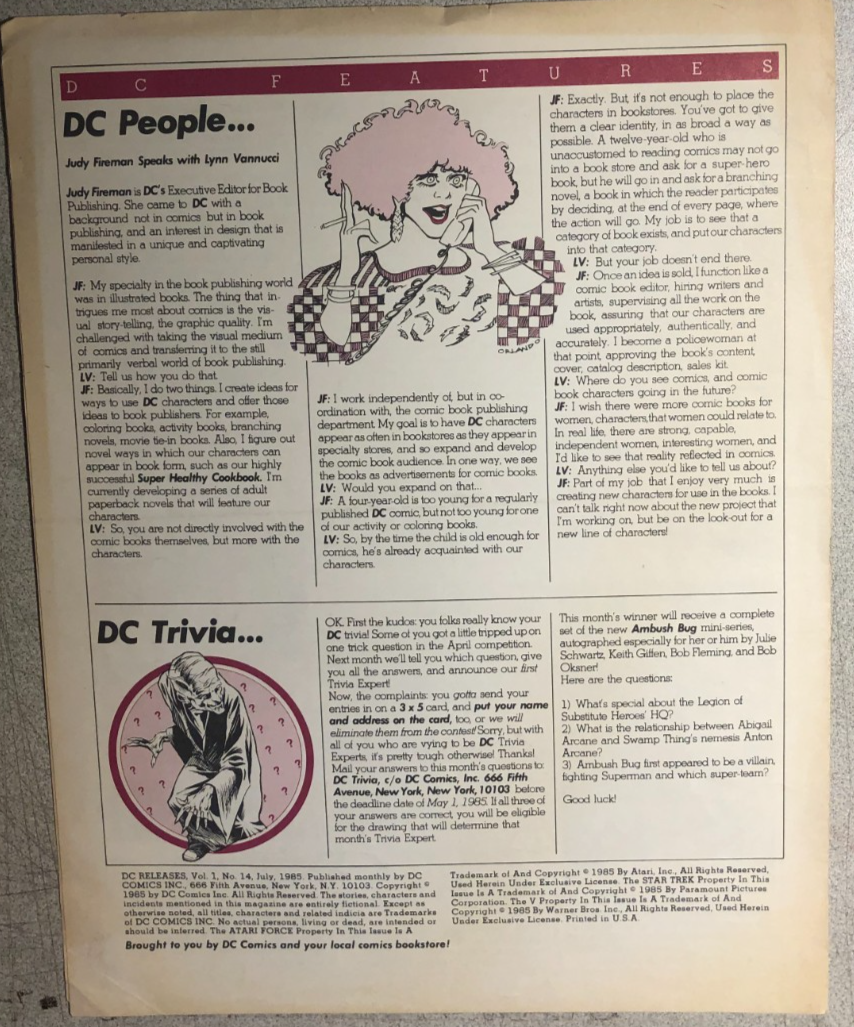 DC FEATURES
DC People...
Judy Fireman Speaks with Lynn Vannucci
Judy Fireman is DC's Executive Editor for Book
Publishing. She came to DC with a
background not in comics but in book
publishing, and an interest in design that is
manifested in a unique and captivating
personal style.
JF: My specialty in the book publishing world
was in illustrated books. The thing that in-
trigues me most about comics is the vis-
ual story-telling, the graphic quality. I'm
challenged with taking the visual medium
of comics and transferring it to the still
primarily verbal world of book publishing.
LV: Tell us how you do that.
JF: Basically, I do two things. I create ideas for
ways to use DC characters and offer those
ideas to book publishers. For example,
coloring books, activity books, branching
novels, movie tie-in books. Also, I figure out
novel ways in which our characters can
appear in book form, such as our highly
successful Super Healthy Cookbook. I'm
currently developing a series of adult
paperback novels that will feature our
characters.
LV: So, you are not directly involved with the
comic books themselves, but more with the
characters.
ORLANDO
JF: I work independently of, but in co-
ordination with, the comic book publishing
department. My goal is to have DC characters
appear as often in bookstores as they appear in
specialty stores, and so expand and develop
the comic book audience. In one way, we see
the books as advertisements for comic books.
LV: Would you expand on that...
JF: A four-year-old is too young for a regularly
published DC comic, but not too young for one
of our activity or coloring books.
LV: So, by the time the child is old enough for
comics, he's already acquainted with our
characters.
JF: Exactly. But, it's not enough to place the
characters in bookstores. You've got to give
them a clear identity, in as broad a way as
possible. A twelve-year-old who is
unaccustomed to reading comics may not go
into a book store and ask for a super-hero
book, but he will go in and ask for a branching
novel, a book in which the reader participates
by deciding, at the end of every page, where
the action will go. My job is to see that a
category of book exists, and put our characters
into that category.
LV: But your job doesn't end there.
JF: Once an idea is sold, I function like a
comic book editor, hiring writers and
artists, supervising all the work on the
book, assuring that our characters are
used appropriately, authentically, and
accurately. I become a policewoman at
that point, approving the book's content,
cover, catalog description, sales kit.
LV: Where do you see comics, and comic
book characters going in the future?
JF: I wish there were more comic books for
women, characters, that women could relate to.
In real life, there are strong, capable,
independent women, interesting women, and
I'd like to see that reality reflected in comics.
LV: Anything else you'd like to tell us about?
JF: Part of my job that I enjoy very much is
creating new characters for use in the books. I
can't talk right now about the new project that
I'm working on, but be on the look-out for a
new line of characters!
DC Trivia...
? ? ? ? ? ? ? ? ? ? ?
OK. First the kudos: you folks really know your
DC trivia! Some of you got a little tripped up on
one trick question in the April competition.
Next month we'll tell you which question, give
you all the answers, and announce our first
Trivia Expert!
Now, the complaints: you gotta send your
entries in on a 3 x 5 card, and put your name
and address on the card, too, or we will
eliminate them from the contest! Sorry, but with
all of you who are vying to be DC Trivia
Experts, it's pretty tough otherwise! Thanks!
Mail your answers to this month's questions to:
DC Trivia, c/o DC Comics, Inc. 666 Fifth
Avenue, New York, New York, 10103 before
the deadline date of May 1, 1985. If all three of
your answers are correct, you will be eligible
for the drawing that will determine that
month's Trivia Expert.
This month's winner will receive a complete
set of the new Ambush Bug mini-series,
autographed especially for her or him by Julie
Schwartz, Keith Giffen, Bob Fleming, and Bob
Oksner!
Here are the questions:
1) What's special about the Legion of
Substitute Heroes' HQ?
2) What is the relationship between Abigail
Arcane and Swamp Thing's nemesis Anton
Arcane?
3) Ambush Bug first appeared to be a villain,
fighting Superman and which super-team?
Good luck!
DC RELEASES, Vol. 1, No. 14, July, 1985. Published monthly by DC
COMICS INC., 666 Fifth Avenue, New York, N.Y. 10103. Copyright ©
1985 by DC Comics Inc. All Rights Reserved. The stories, characters and
incidents mentioned in this magazine are entirely fictional. Except as
otherwise noted, all titles, characters and related indicia are Trademarks
of DC COMICS INC. No actual persons, living or dead, are intended or
should be inferred. The ATARI FORCE Property In This Issue Is A
Trademark of And Copyright © 1985 By Atari, Inc., All Rights Reserved,
Used Herein Under Exclusive License. The STAR TREK Property In This
Issue Is A Trademark of And Copyright © 1985 By Paramount Pictures
Corporation. The V Property In This Issue Is A Trademark of And
Copyright © 1985 By Warner Bros. Inc., All Rights Reserved, Used Herein
Under Exclusive License. Printed in U.S.A.
Brought to you by DC Comics and your local comics bookstore!